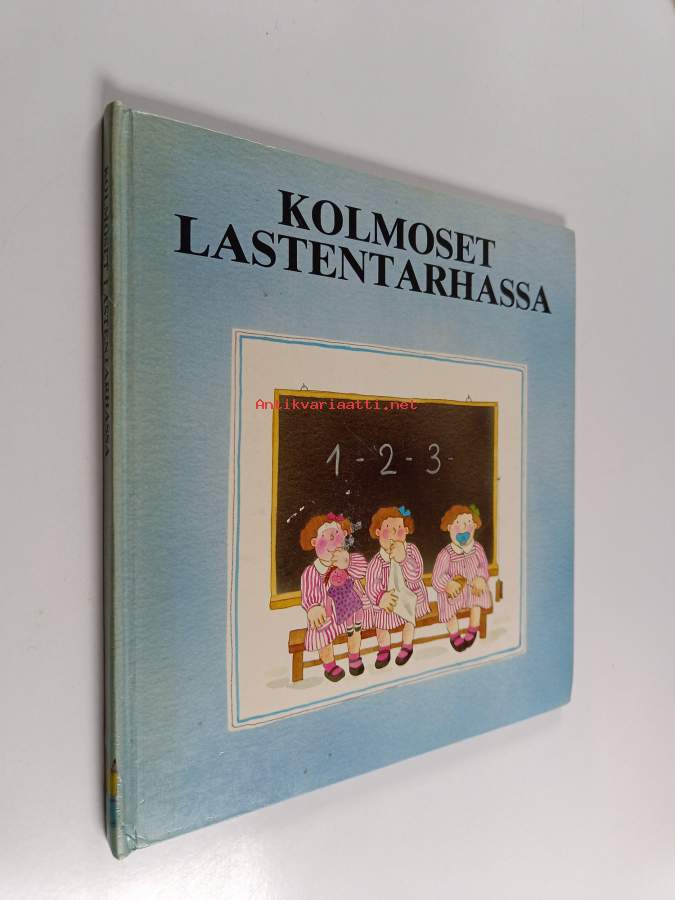 KOLMOSET
LASTENTARHASSA
KOLMOSET LASTENTARHASSA
Antikvariaatti.net
1-2-3-